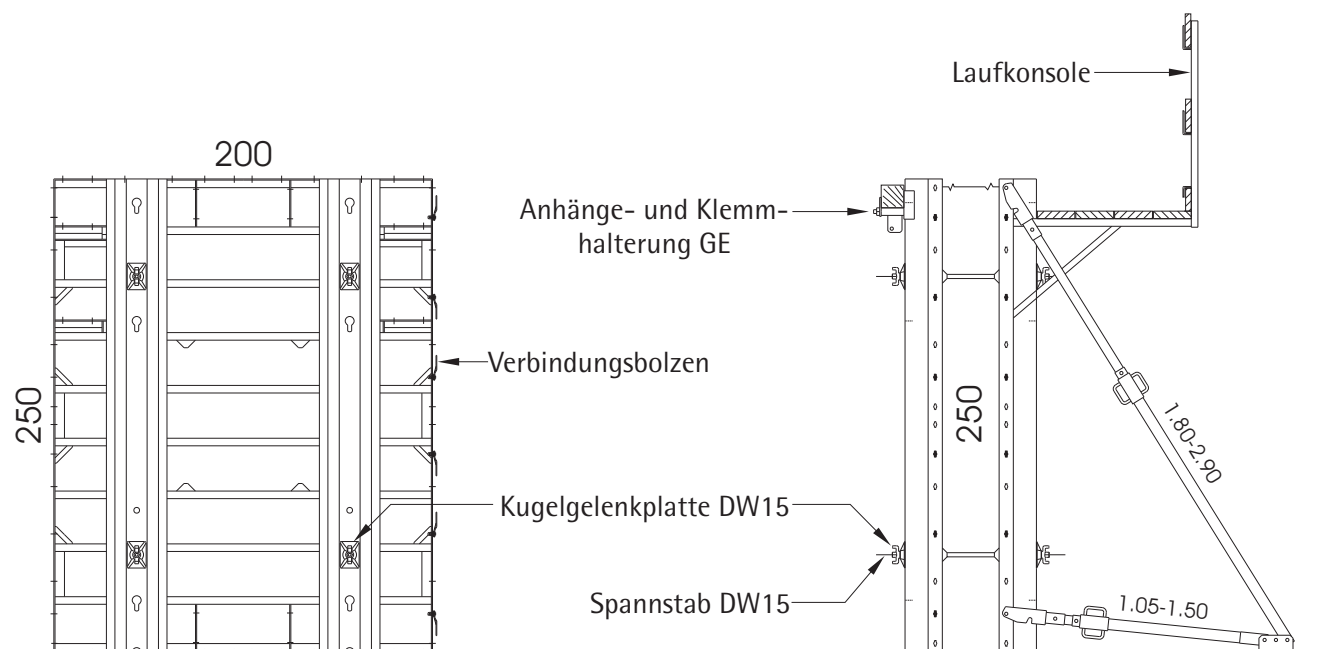 Laufkonsole
200
Anhänge- und Klemm-
halterung GE
Verbindungsbolzen
250
250
1.80-2.90
Kugelgelenkplatte DW15
Spannstab DW15
1.05-1.50